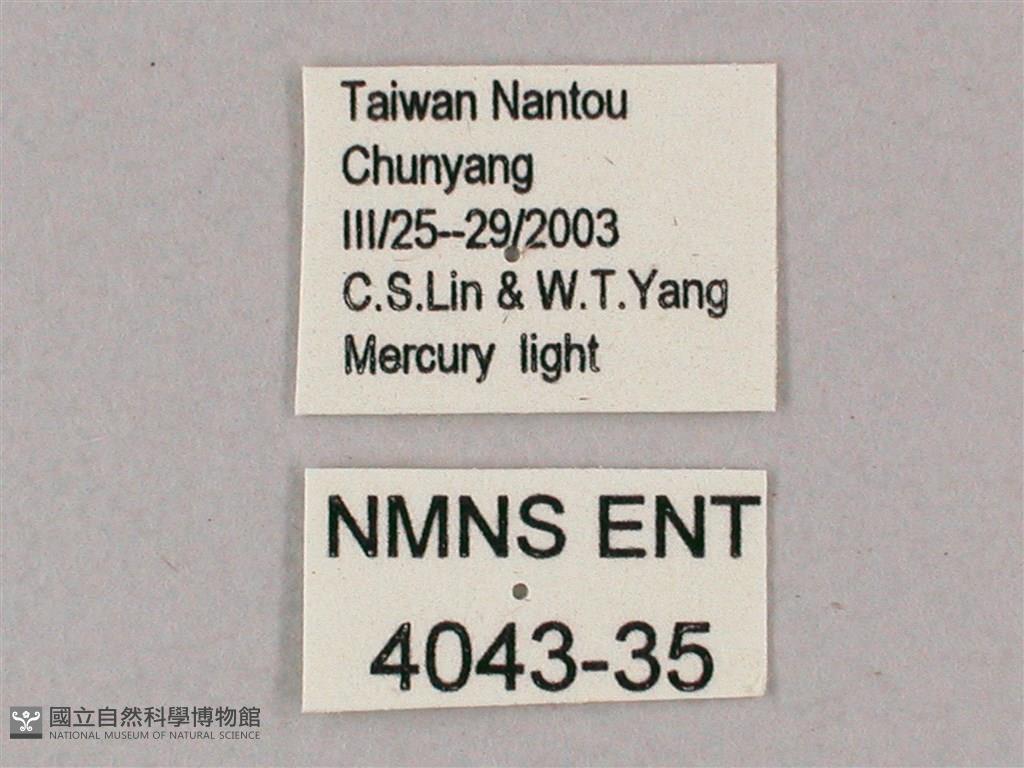 Taiwan Nantou
Chunyang
III/25--29/2003
C.S.Lin & W.T.Yang
Mercury light
NMNS ENT
4043-35
國立自然科學博物館
NATIONAL MUSEUM OF NATURAL SCIENCE